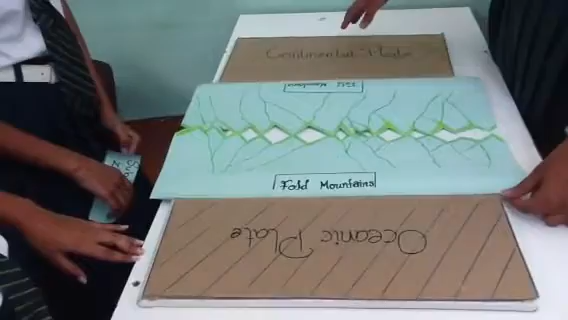 Continental Plate
Fold Mountains
Fold Mountains
Oceanic Plate